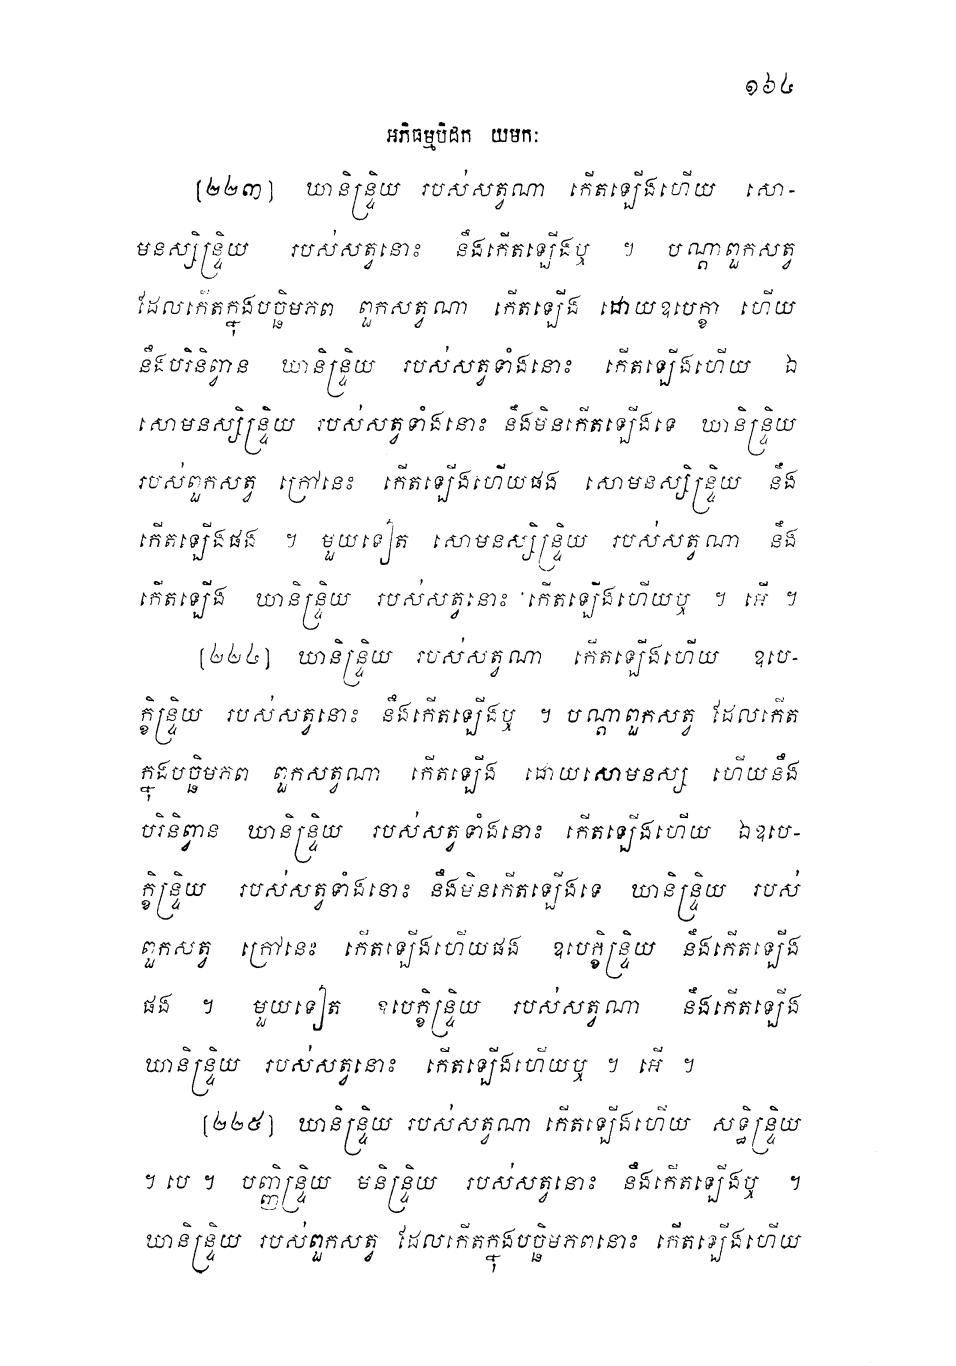 ១៦៤
អភិធម្មបិដក យមកៈ
(២២៣) ឃានិន្ទ្រិយ របស់សត្វណា កើតឡើងហើយ សោ-
មនស្សិន្ទ្រិយ របស់សត្វនោះ នឹងកើតឡើងឬ ។ បណ្តាពួកសត្វ
ដែលកើតក្នុងបច្ឆិមភព ពួកសត្វណា កើតឡើង ដោយឧបេក្ខា ហើយ
នឹងបរិនិព្វាន ឃានិន្ទ្រិយ របស់សត្វទាំងនោះ កើតឡើងហើយ ឯ
សោមនស្សិន្ទ្រិយ របស់សត្វទាំងនោះ នឹងមិនកើតឡើងទេ ឃានិន្ទ្រិយ
របស់ពួកសត្វ ក្រៅនេះ កើតឡើងហើយផង សោមនស្សិន្ទ្រិយ នឹង
កើតឡើងផង ។ មួយទៀត សោមនស្សិន្ទ្រិយ របស់សត្វណា នឹង
កើតឡើង ឃានិន្ទ្រិយ របស់សត្វនោះ កើតឡើងហើយឬ ។ អើ ។
(២២៤) ឃានិន្ទ្រិយ របស់សត្វណា កើតឡើងហើយ ឧបេ-
ក្ខិន្ទ្រិយ របស់សត្វនោះ នឹងកើតឡើងឬ ។ បណ្តាពួកសត្វ ដែលកើត
ក្នុងបច្ឆិមភព ពួកសត្វណា កើតឡើង ដោយសោមនស្ស ហើយនឹង
បរិនិព្វាន ឃានិន្ទ្រិយ របស់សត្វទាំងនោះ កើតឡើងហើយ ឯឧបេ-
ក្ខិន្ទ្រិយ របស់សត្វទាំងនោះ នឹងមិនកើតឡើងទេ ឃានិន្ទ្រិយ របស់
ពួកសត្វ ក្រៅនេះ កើតឡើងហើយផង ឧបេក្ខិន្ទ្រិយ នឹងកើតឡើង
ផង ។ មួយទៀត ឧបេក្ខិន្ទ្រិយ របស់សត្វណា នឹងកើតឡើង
ឃានិន្ទ្រិយ របស់សត្វនោះ កើតឡើងហើយឬ ។ អើ ។
(២២៥) ឃានិន្ទ្រិយ របស់សត្វណា កើតឡើងហើយ សទ្ធិន្ទ្រិយ
។ បេ ។ បញ្ញិន្ទ្រិយ មនិន្ទ្រិយ របស់សត្វនោះ នឹងកើតឡើងឬ ។
ឃានិន្ទ្រិយ របស់ពួកសត្វ ដែលកើតក្នុងបច្ឆិមភពនោះ កើតឡើងហើយ